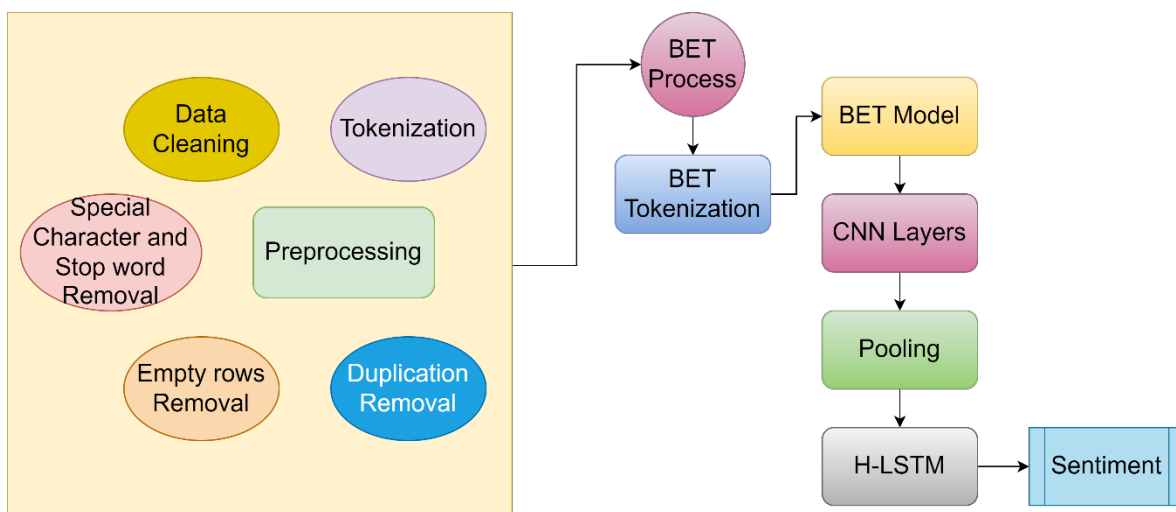 Data
Cleaning
Tokenization
Special
Character and
Stop word
Removal
Preprocessing
Empty rows
Removal
Duplication
Removal
BET
Process
BET
Tokenization
BET Model
CNN Layers
Pooling
H-LSTM
Sentiment